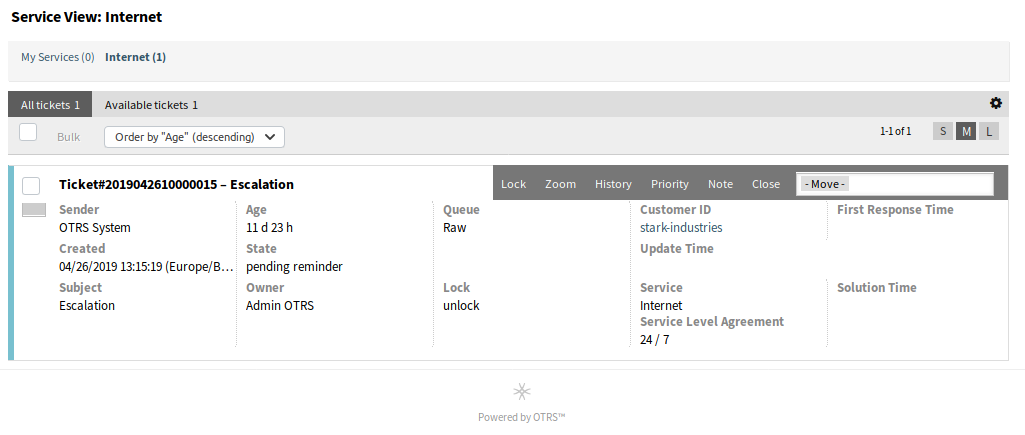 Service View: Internet
My Services (0) Internet (1)
All tickets 1 Available tickets 1
Bulk Order by "Age" (descending) 1-1 of 1 S M L
Ticket#2019042610000015 – Escalation Lock Zoom History Priority Note Close - Move -
Sender Age Queue Customer ID First Response Time
OTRS System 11 d 23 h Raw stark-industries
Created State Update Time
04/26/2019 13:15:19 (Europe/B… pending reminder
Subject Owner Lock Service Solution Time
Escalation Admin OTRS unlock Internet
Service Level Agreement
24 / 7
Powered by OTRS™